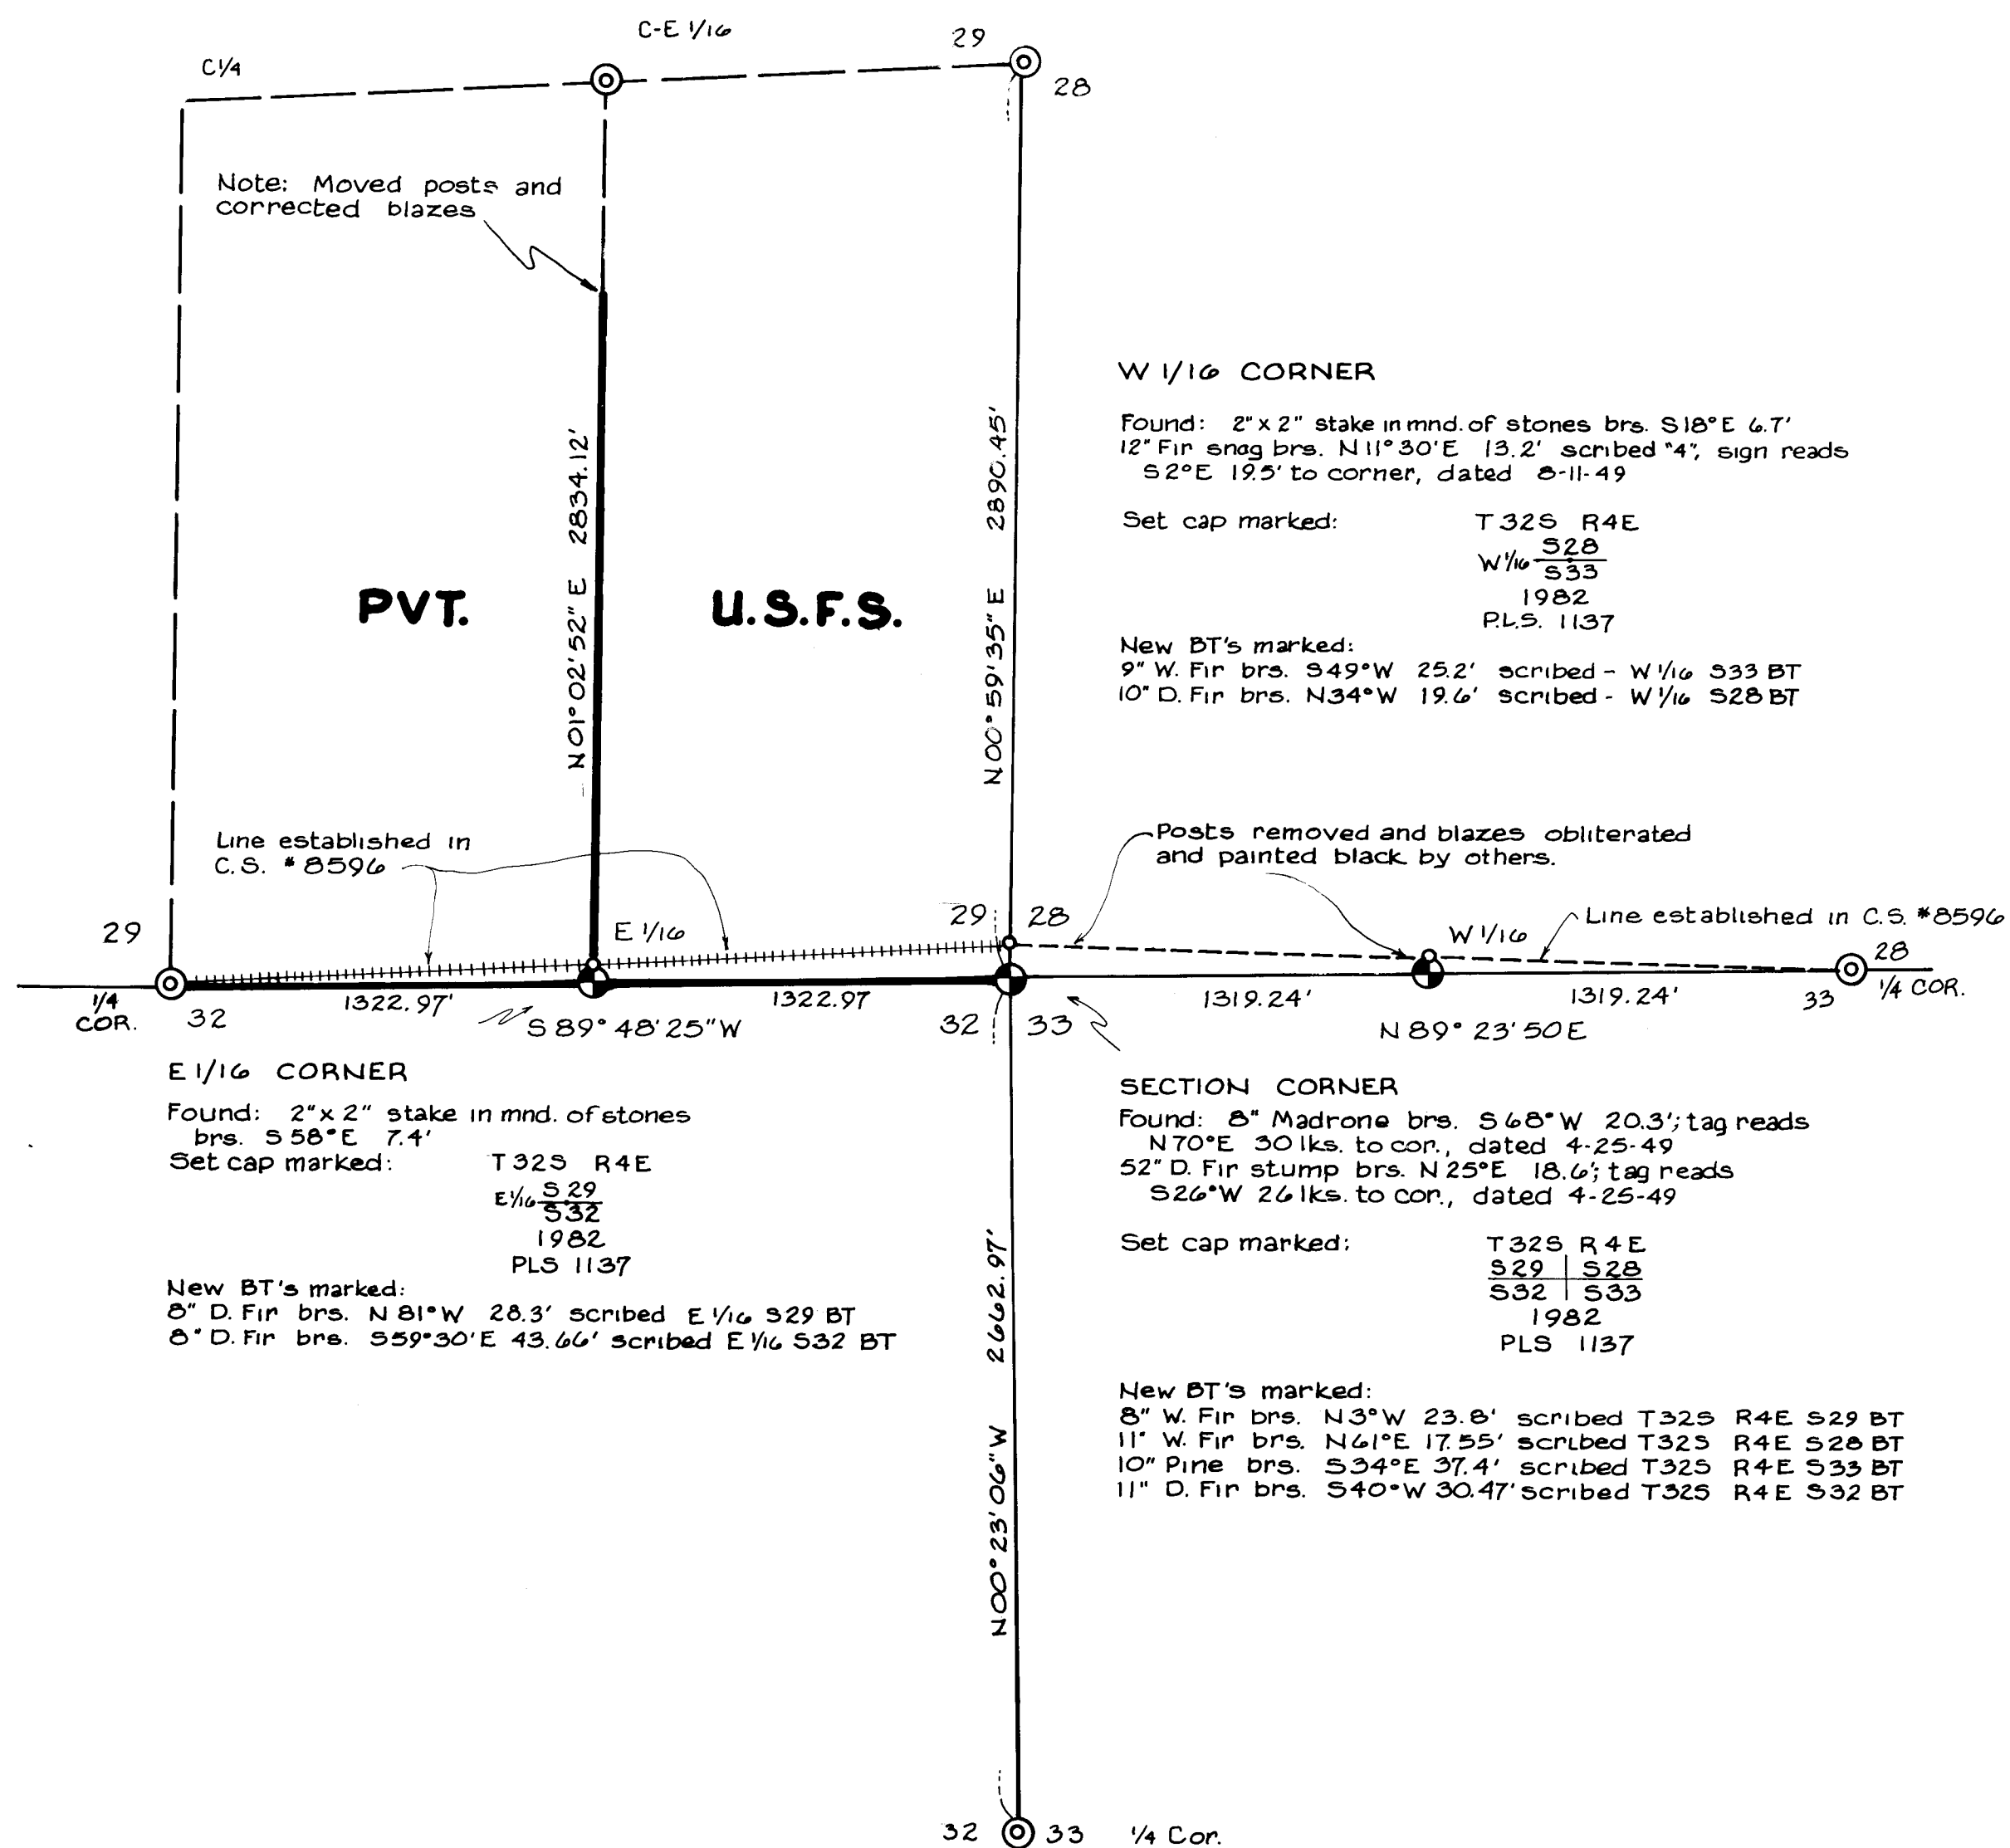 C-E 1/16
29
C1/4
28
Note: Moved posts and
corrected blazes
W 1/16 CORNER
Found: 2" x 2" stake in mnd. of stones brs. S18°E 6.7'
12" Fir snag brs. N11°30'E 13.2' scribed "4", sign reads
S2°E 19.5' to corner, dated 8-11-49
Set cap marked:
T32S R4E
W 1/16 S28
S33
1982
P.L.S. 1137
New BT's marked:
9" W. Fir brs. S49°W 25.2' scribed - W 1/16 S33 BT
10" D. Fir brs. N34°W 19.6' scribed - W 1/16 S28 BT
N01°02'52"E 2834.12'
N00°59'35"E 2890.45'
PVT.
U.S.F.S.
Line established in
C.S. #8596
Posts removed and blazes obliterated
and painted black by others.
Line established in C.S. #8596
29
E 1/16
29
28
W 1/16
28
1/4
COR.
32
1322.97'
S89°48'25"W
1322.97
32
33
1319.24'
N89°23'50E
1319.24'
33
1/4 COR.
E 1/16 CORNER
Found: 2" x 2" stake in mnd. of stones
brs. S58°E 7.4'
Set cap marked:
T32S R4E
E 1/16 S29
S32
1982
PLS 1137
New BT's marked:
8" D. Fir brs. N81°W 28.3' scribed E 1/16 S29 BT
8" D. Fir brs. S59°30'E 43.66' scribed E 1/16 S32 BT
SECTION CORNER
Found: 8" Madrone brs. S68°W 20.3'; tag reads
N70°E 30 lks. to cor., dated 4-25-49
52" D. Fir stump brs. N25°E 18.6'; tag reads
S26°W 26 lks. to cor., dated 4-25-49
Set cap marked:
T32S R4E
S29 | S28
S32 | S33
1982
PLS 1137
New BT's marked:
8" W. Fir brs. N3°W 23.8' scribed T32S R4E S29 BT
11" W. Fir brs. N61°E 17.55' scribed T32S R4E S28 BT
10" Pine brs. S34°E 37.4' scribed T32S R4E S33 BT
11" D. Fir brs. S40°W 30.47' scribed T32S R4E S32 BT
N00°23'06"W 2662.97'
32
33
1/4 Cor.